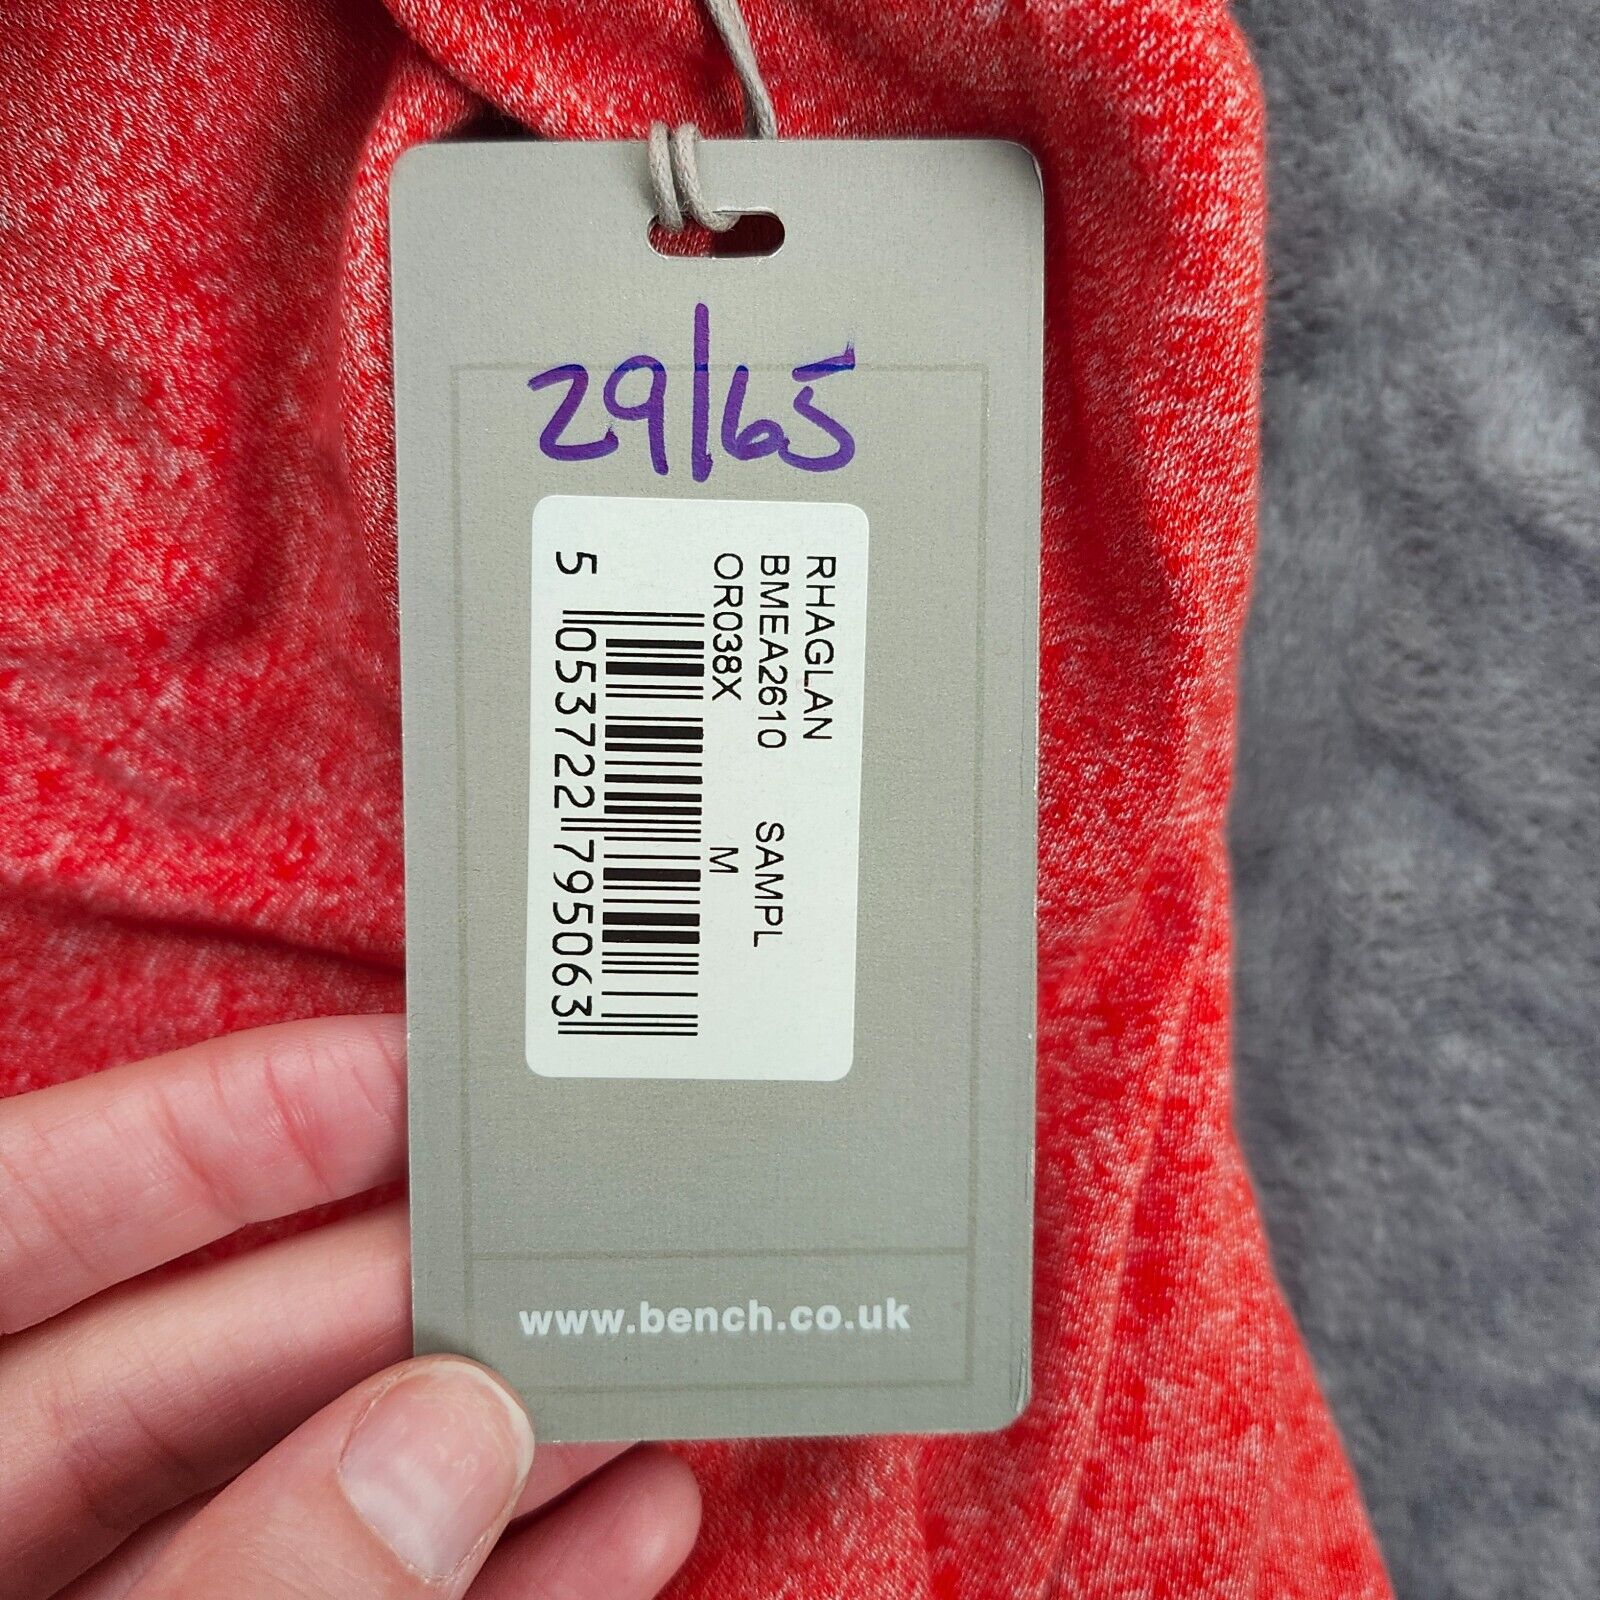 29/65
RHAGLAN
BMEA2610 SAMPL
OR038X M
5 053722 795063
www.bench.co.uk